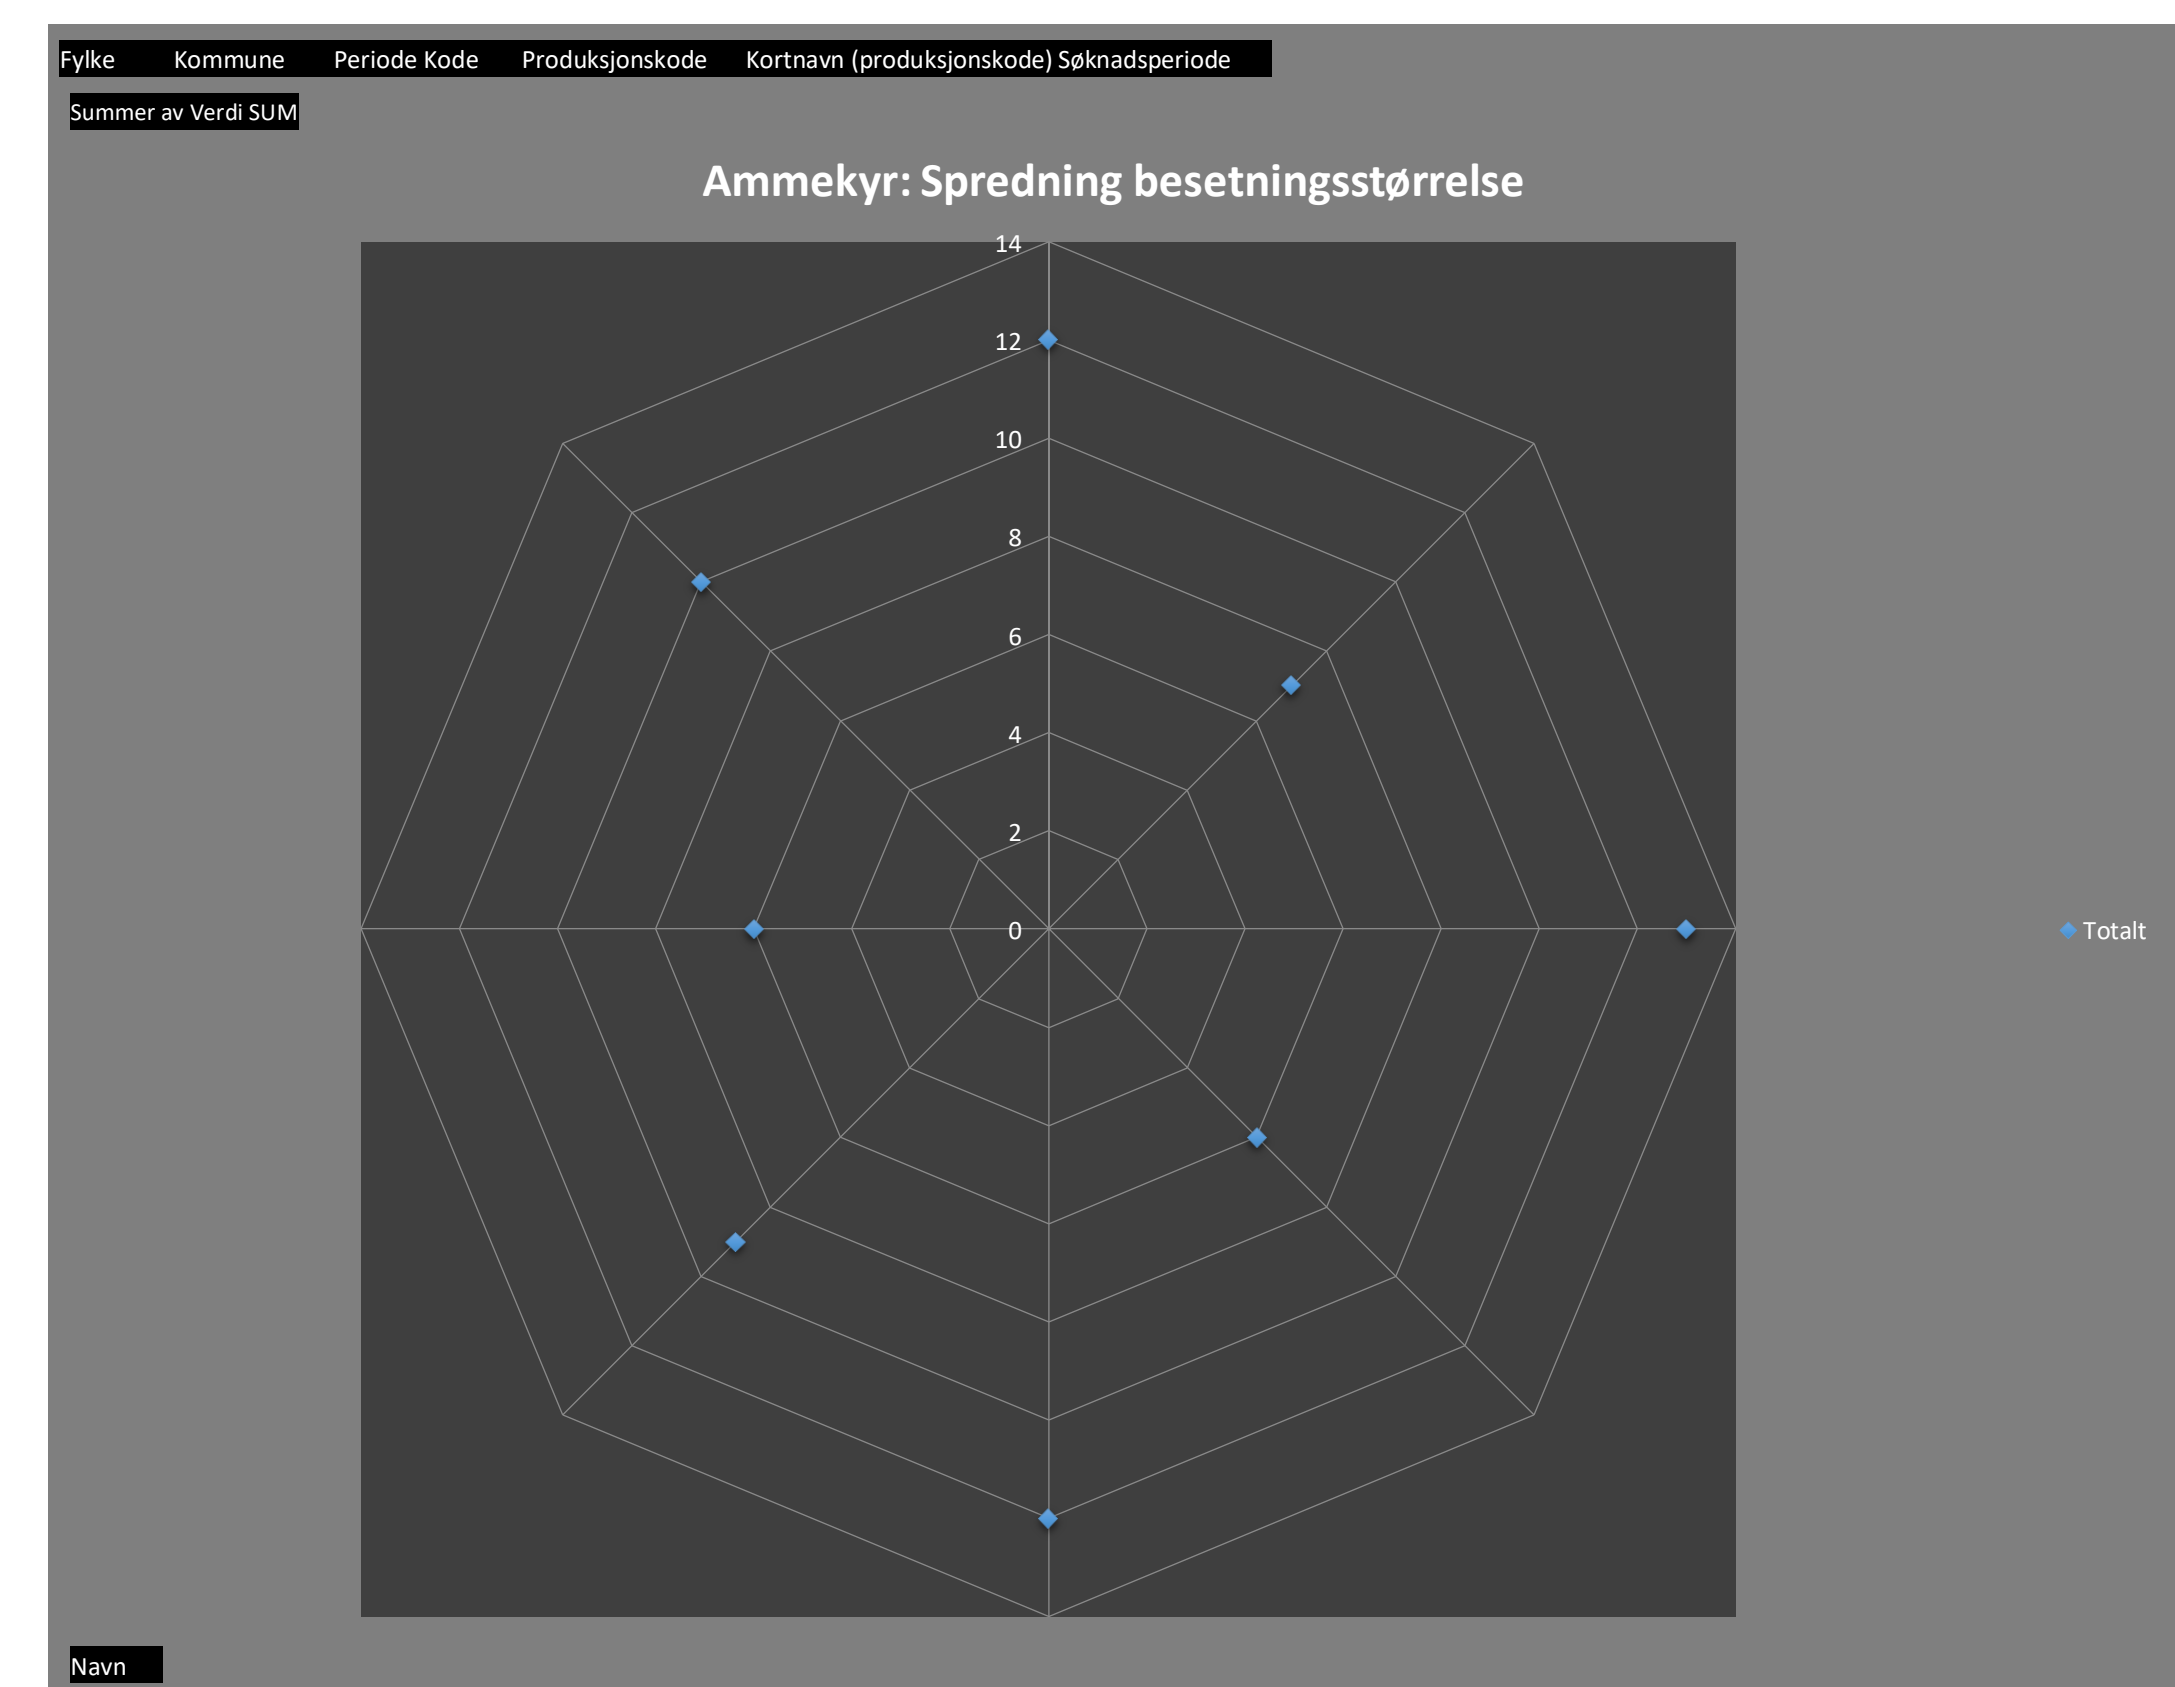 Fylke Kommune Periode Kode Produksjonskode Kortnavn (produksjonskode) Søknadsperiode
Summer av Verdi SUM
Ammekyr: Spredning besetningsstørrelse
14
12
10
8
6
4
2
0
Totalt
Navn